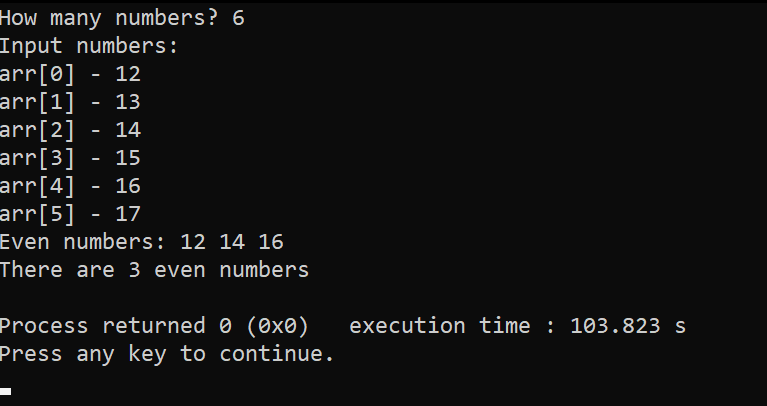 How many numbers? 6
Input numbers:
arr[0] - 12
arr[1] - 13
arr[2] - 14
arr[3] - 15
arr[4] - 16
arr[5] - 17
Even numbers: 12 14 16
There are 3 even numbers
Process returned 0 (0x0)   execution time : 103.823 s
Press any key to continue.